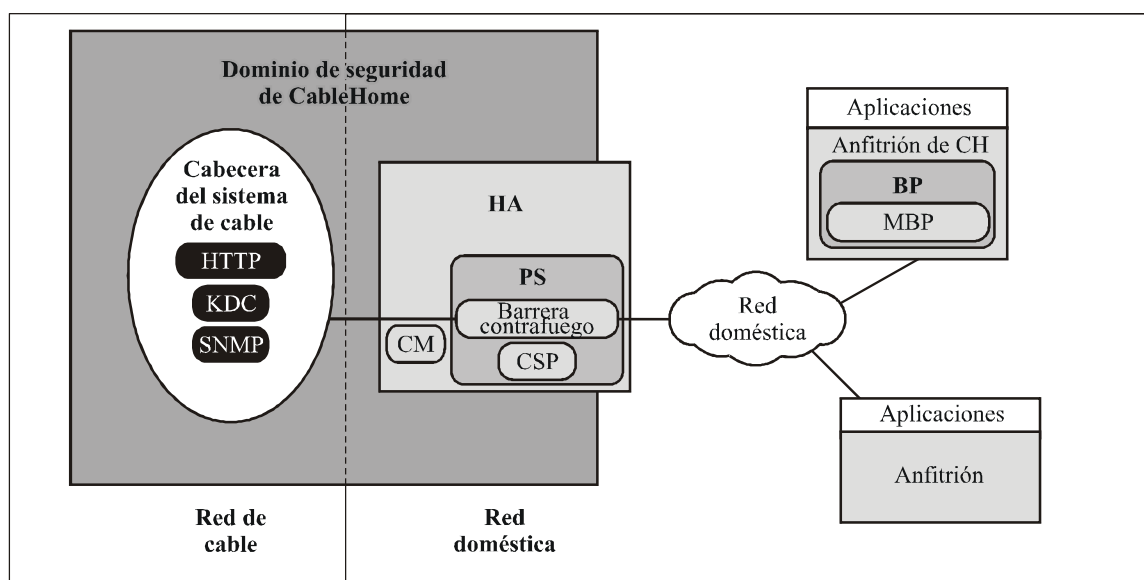 Dominio de seguridad
de CableHome
Cabecera
del sistema
de cable
HTTP
KDC
SNMP
HA
PS
Barrera
contrafuego
CM
CSP
Red
doméstica
Aplicaciones
Anfitrión de CH
BP
MBP
Aplicaciones
Anfitrión
Red de
cable
Red
doméstica